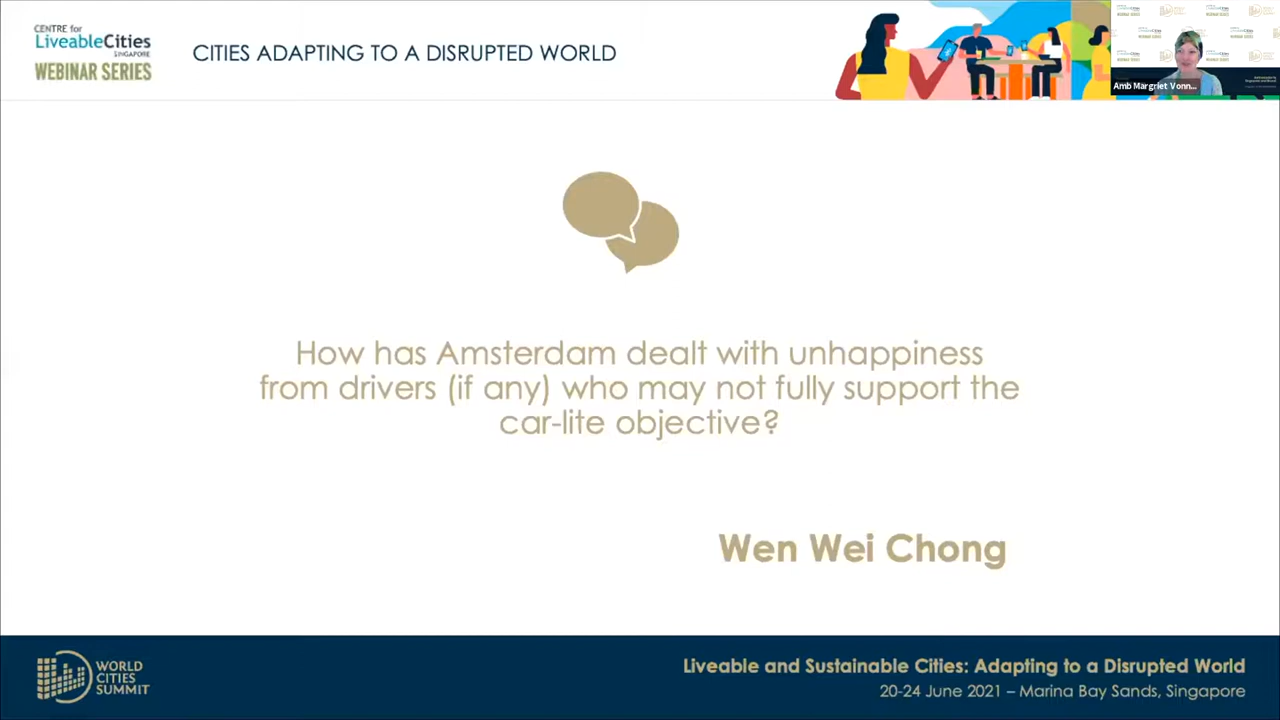 CENTRE for
LiveableCities
SINGAPORE
WEBINAR SERIES
CITIES ADAPTING TO A DISRUPTED WORLD
Amb Margriet Vonn...
How has Amsterdam dealt with unhappiness
from drivers (if any) who may not fully support the
car-lite objective?
Wen Wei Chong
WORLD
CITIES
SUMMIT
Liveable and Sustainable Cities: Adapting to a Disrupted World
20-24 June 2021 – Marina Bay Sands, Singapore